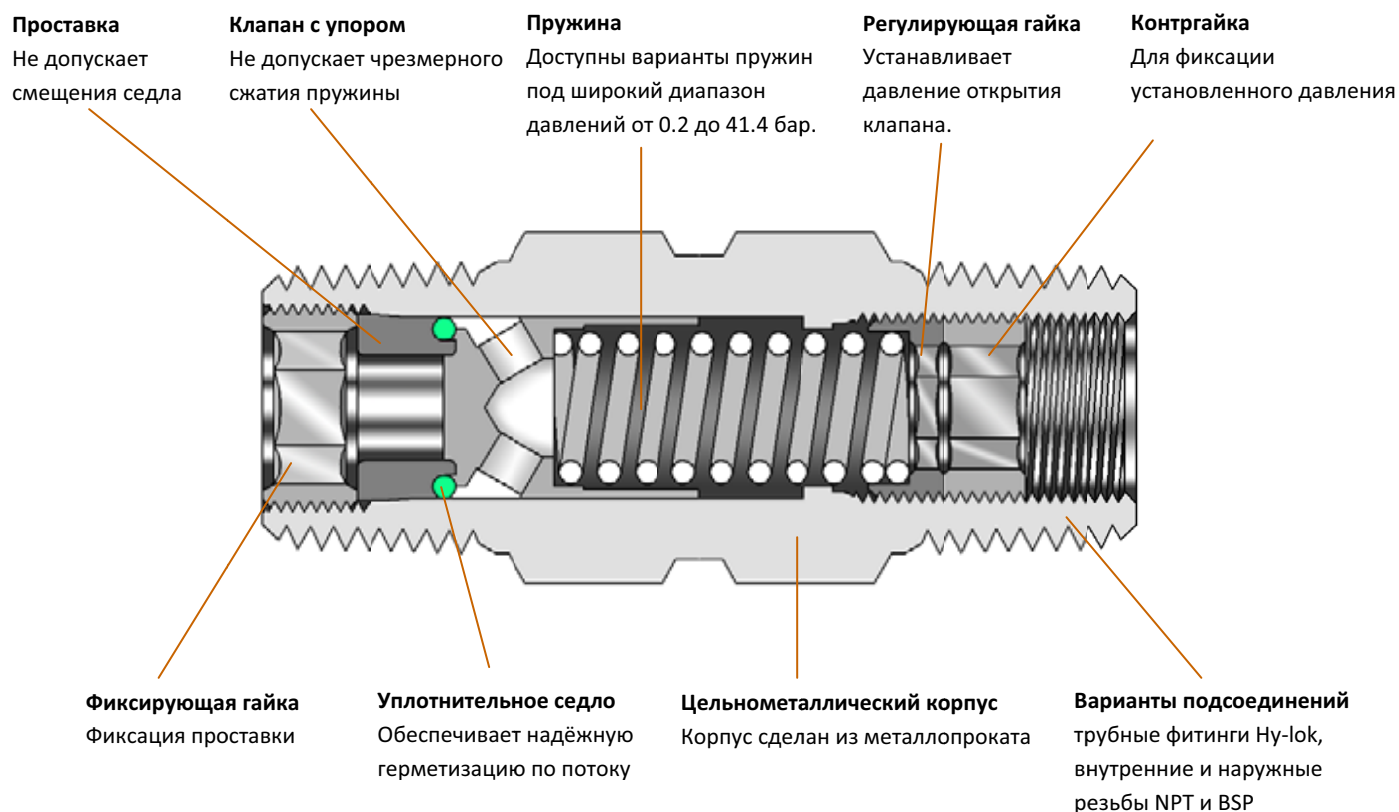 Проставка
Не допускает
смещения седла
Клапан с упором
Не допускает чрезмерного
сжатия пружины
Пружина
Доступны варианты пружин
под широкий диапазон
давлений от 0.2 до 41.4 бар.
Регулирующая гайка
Устанавливает
давление открытия
клапана.
Контргайка
Для фиксации
установленного давления
Фиксирующая гайка
Фиксация проставки
Уплотнительное седло
Обеспечивает надёжную
герметизацию по потоку
Цельнометаллический корпус
Корпус сделан из металлопроката
Варианты подсоединений
трубные фитинги Hy-lok,
внутренние и наружные
резьбы NPT и BSP